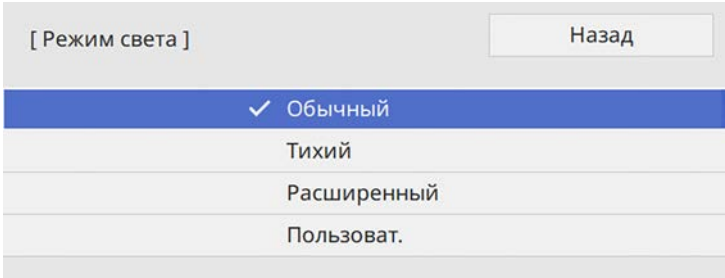 [ Режим света ]
Назад
Обычный
Тихий
Расширенный
Пользоват.